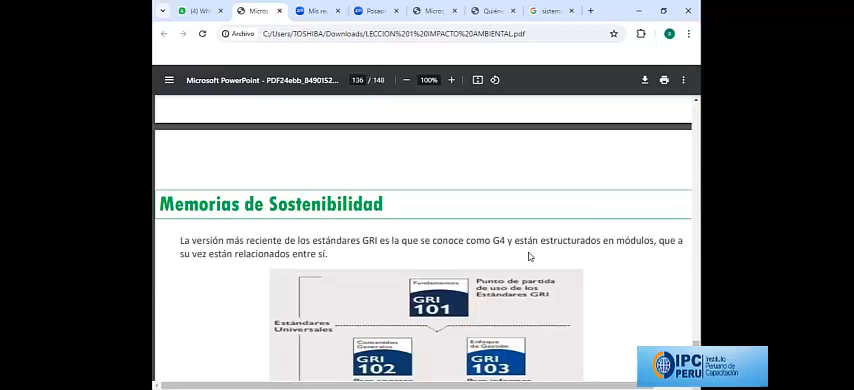 (4) Wh
Micros
Mis re
Posasi
Micros
Quién
sistem
Archivo
C:/Users/TOSHIBA/Downloads/LECCION%201%20IMPACTO%20AMBIENTAL.pdf
Microsoft PowerPoint - PDF24ebb_8490152...
136 / 148
100%
Memorias de Sostenibilidad
La versión más reciente de los estándares GRI es la que se conoce como G4 y están estructurados en módulos, que a
su vez están relacionados entre sí.
Fundamentos
GRI
101
Punto de partida
de uso de los
Estándares GRI
Estándares
Universales
Contenidos
Generales
GRI
102
Enfoque
de Gestión
GRI
103
IPC
PERU
Instituto
Peruano de
Capacitación